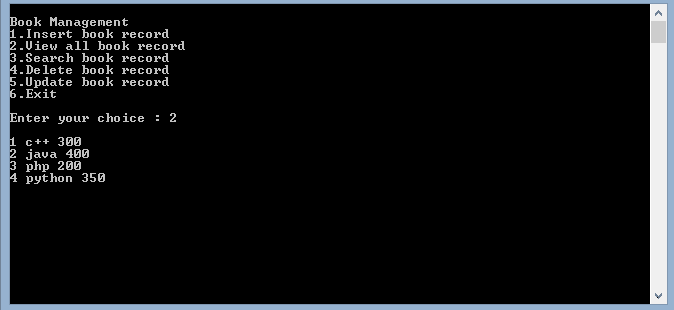 Book Management
1.Insert book record
2.View all book record
3.Search book record
4.Delete book record
5.Update book record
6.Exit
Enter your choice : 2
1 c++ 300
2 java 400
3 php 200
4 python 350